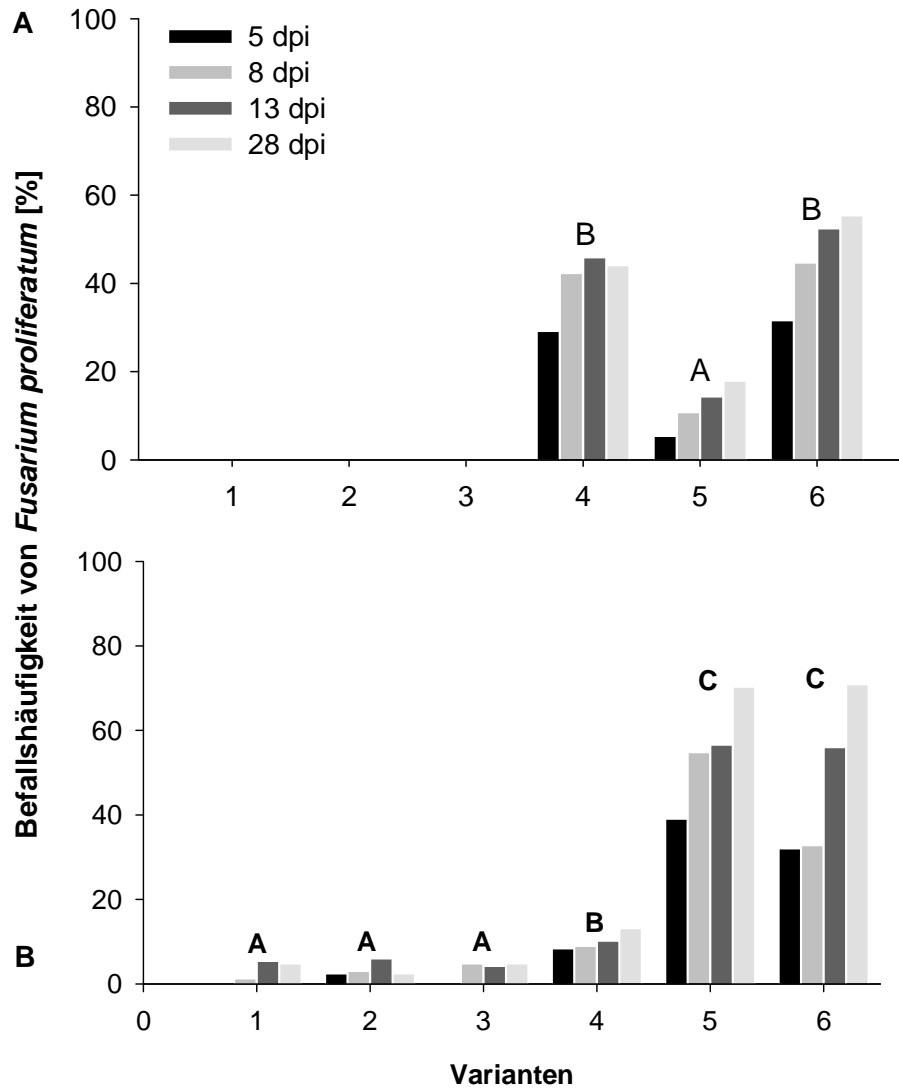 A
100
80
60
40
20
0
5 dpi
8 dpi
13 dpi
28 dpi
B
A
B
1 2 3 4 5 6
Befallshäufigkeit von Fusarium proliferatum [%]
B
100
80
60
40
20
0
A A A B C C
0 1 2 3 4 5 6
Varianten